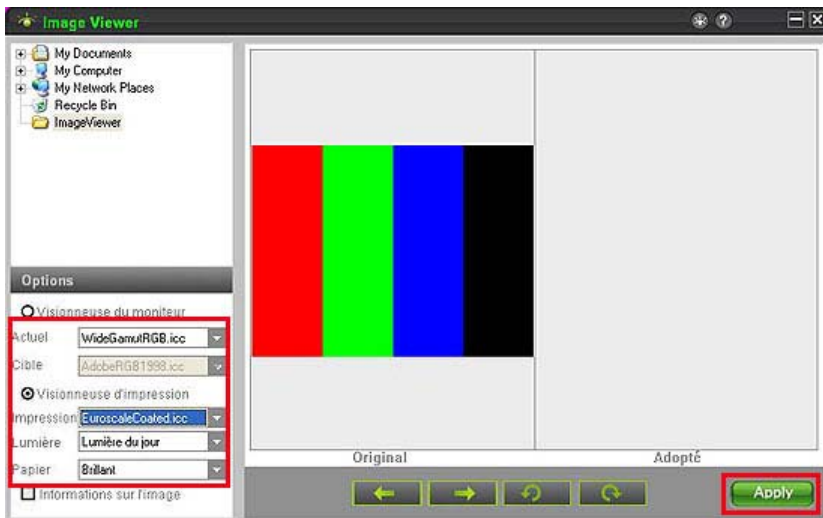 Image Viewer
My Documents
My Computer
My Network Places
Recycle Bin
ImageViewer
Options
Visionneuse du moniteur
Actuel WideGamutRGB.icc
Cible AdobeRGB1998.icc
Visionneuse d'impression
Impression EuroscaleCoated.icc
Lumière Lumière du jour
Papier Brillant
Informations sur l'image
Original Adopté
Apply